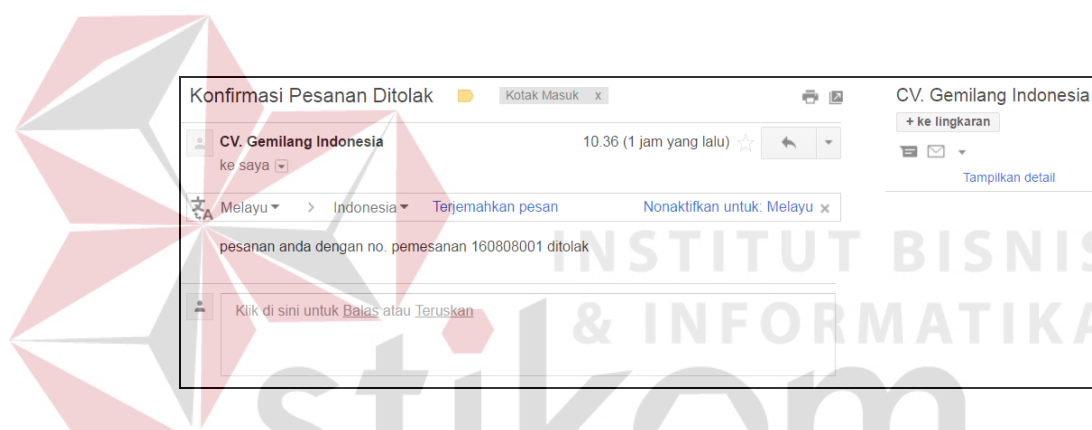 Konfirmasi Pesanan Ditolak Kotak Masuk x
CV. Gemilang Indonesia
+ ke lingkaran
CV. Gemilang Indonesia 10.36 (1 jam yang lalu)
ke saya
Tampilkan detail
Melayu > Indonesia Terjemahkan pesan Nonaktifkan untuk: Melayu x
pesanan anda dengan no. pemesanan 160808001 ditolak
Klik di sini untuk Balas atau Teruskan
INSTITUT BISNIS
& INFORMATIKA
stikom